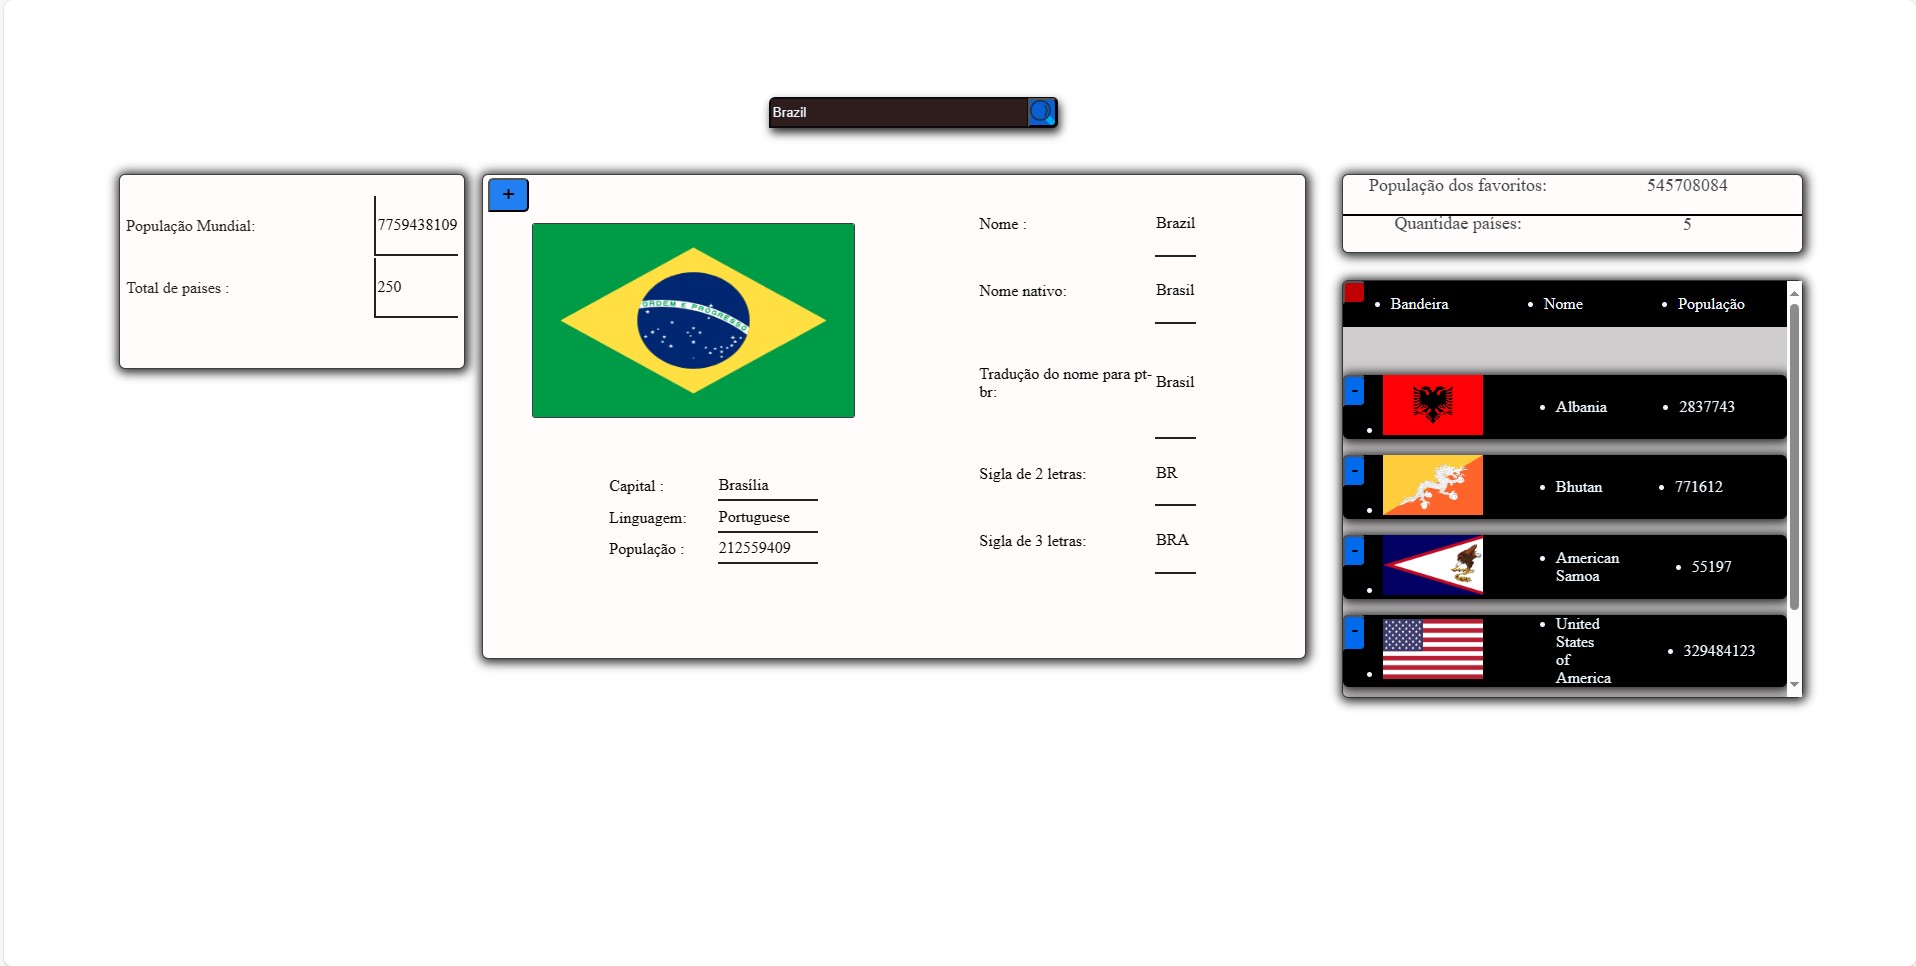 Brazil
População Mundial: 7759438109
Total de paises : 250
+
ORDEM E PROGRESSO
Capital : Brasília
Linguagem: Portuguese
População : 212559409
Nome : Brazil
Nome nativo: Brasil
Tradução do nome para pt-
br: Brasil
Sigla de 2 letras: BR
Sigla de 3 letras: BRA
População dos favoritos: 545708084
Quantidae países: 5
Bandeira Nome População
- Albania 2837743
- Bhutan 771612
- American
Samoa 55197
- United
States
of
America 329484123